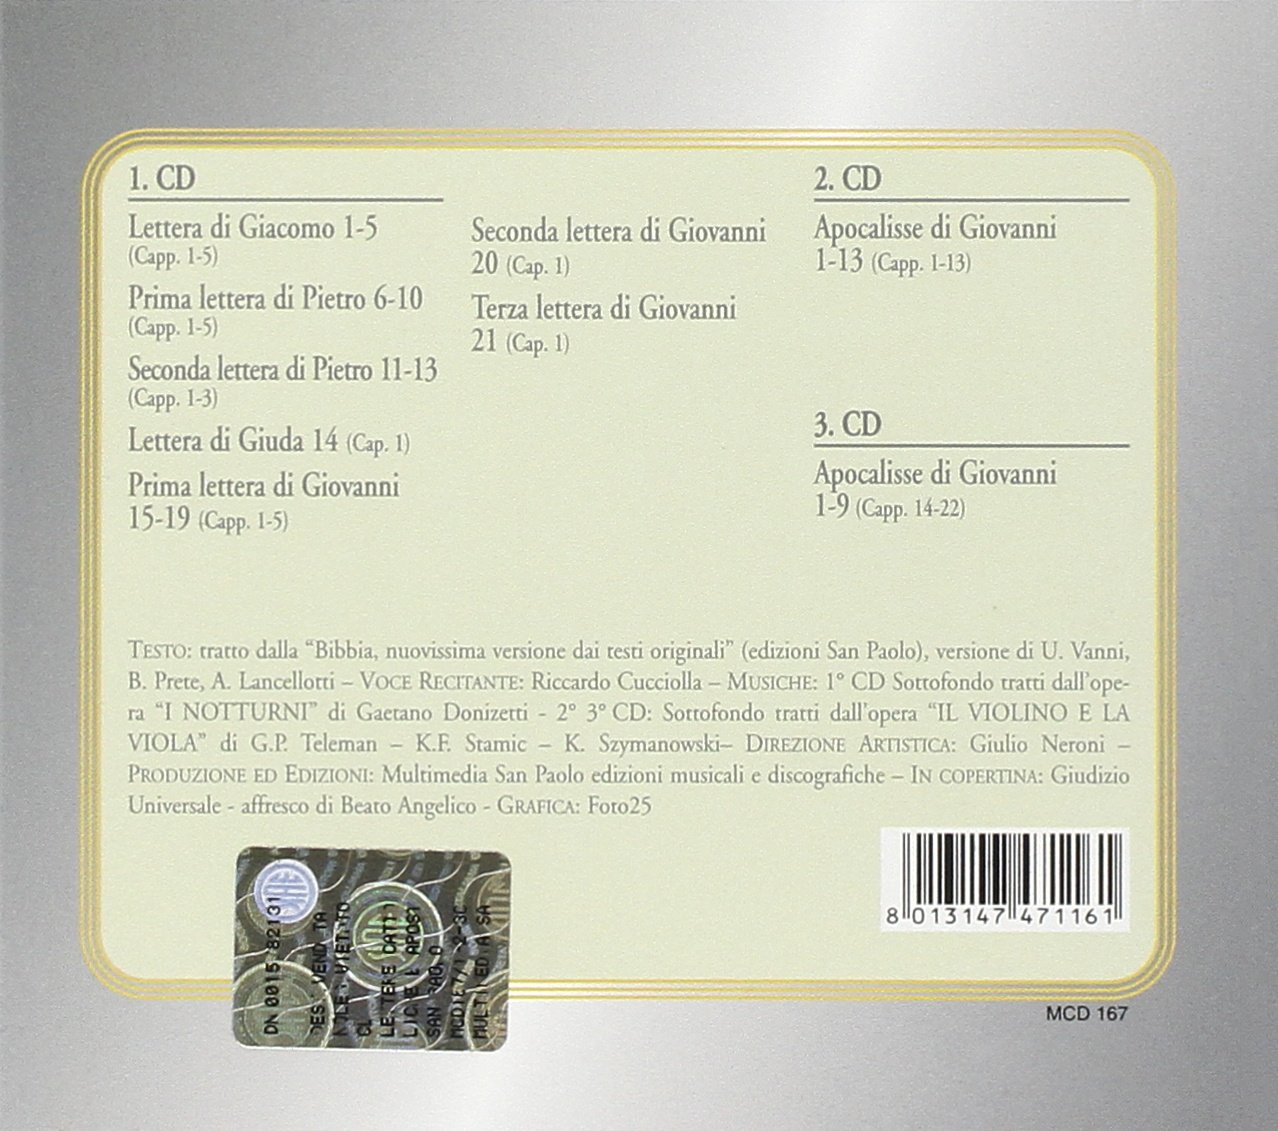 1. CD
Lettera di Giacomo 1-5
(Capp. 1-5)
Prima lettera di Pietro 6-10
(Capp. 1-5)
Seconda lettera di Pietro 11-13
(Capp. 1-3)
Lettera di Giuda 14 (Cap. 1)
Prima lettera di Giovanni
15-19 (Capp. 1-5)
Seconda lettera di Giovanni
20 (Cap. 1)
Terza lettera di Giovanni
21 (Cap. 1)
2. CD
Apocalisse di Giovanni
1-13 (Capp. 1-13)
3. CD
Apocalisse di Giovanni
1-9 (Capp. 14-22)
TESTO: tratto dalla “Bibbia, nuovissima versione dai testi originali” (edizioni San Paolo), versione di U. Vanni,
B. Prete, A. Lancellotti – VOCE RECITANTE: Riccardo Cucciolla – MUSICHE: 1° CD Sottofondo tratti dall'ope-
ra “I NOTTURNI” di Gaetano Donizetti - 2° 3° CD: Sottofondo tratti dall'opera “IL VIOLINO E LA
VIOLA” di G.P. Teleman – K.F. Stamic – K. Szymanowski– DIREZIONE ARTISTICA: Giulio Neroni –
PRODUZIONE ED EDIZIONI: Multimedia San Paolo edizioni musicali e discografiche – IN COPERTINA: Giudizio
Universale - affresco di Beato Angelico - GRAFICA: Foto25
8 013147 471161
MCD 167
LETTERE CATT
SAN PAOLO